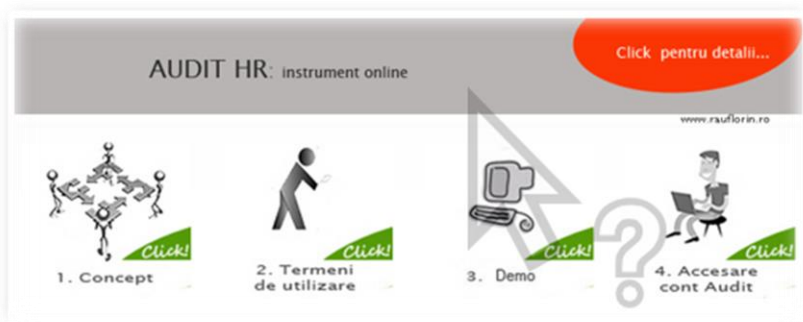 AUDIT HR: instrument online
Click pentru detalii...
www.rauflorin.ro
Click!
Click!
Click!
Click!
1. Concept
2. Termeni
de utilizare
3. Demo
4. Accesare
cont Audit
?